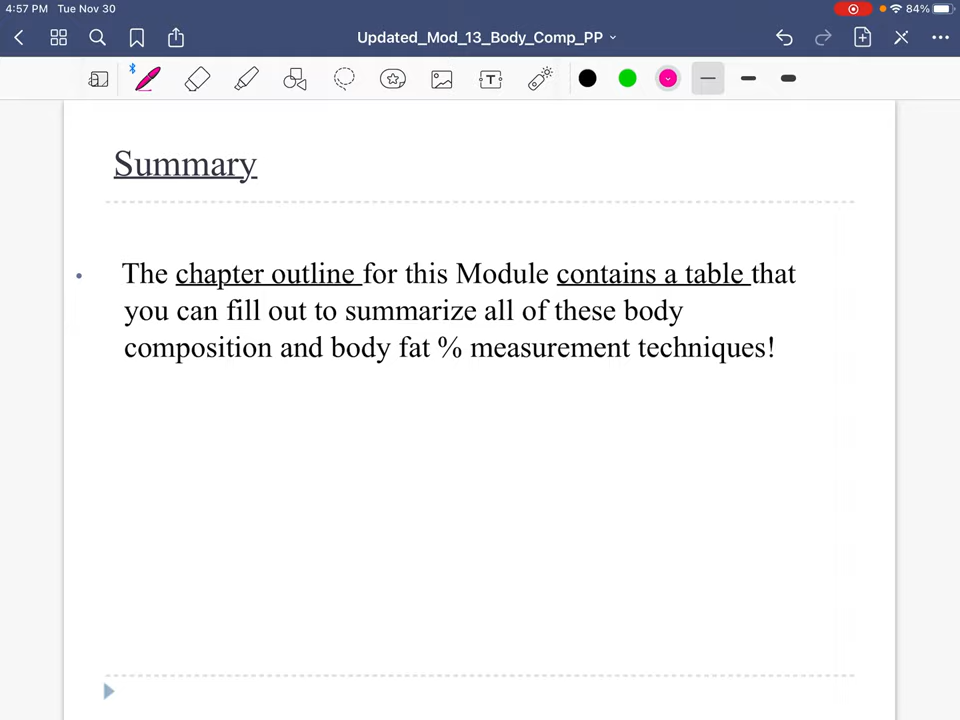 4:57 PM Tue Nov 30
84%
Updated_Mod_13_Body_Comp_PP
T
Summary
• The chapter outline for this Module contains a table that
you can fill out to summarize all of these body
composition and body fat % measurement techniques!